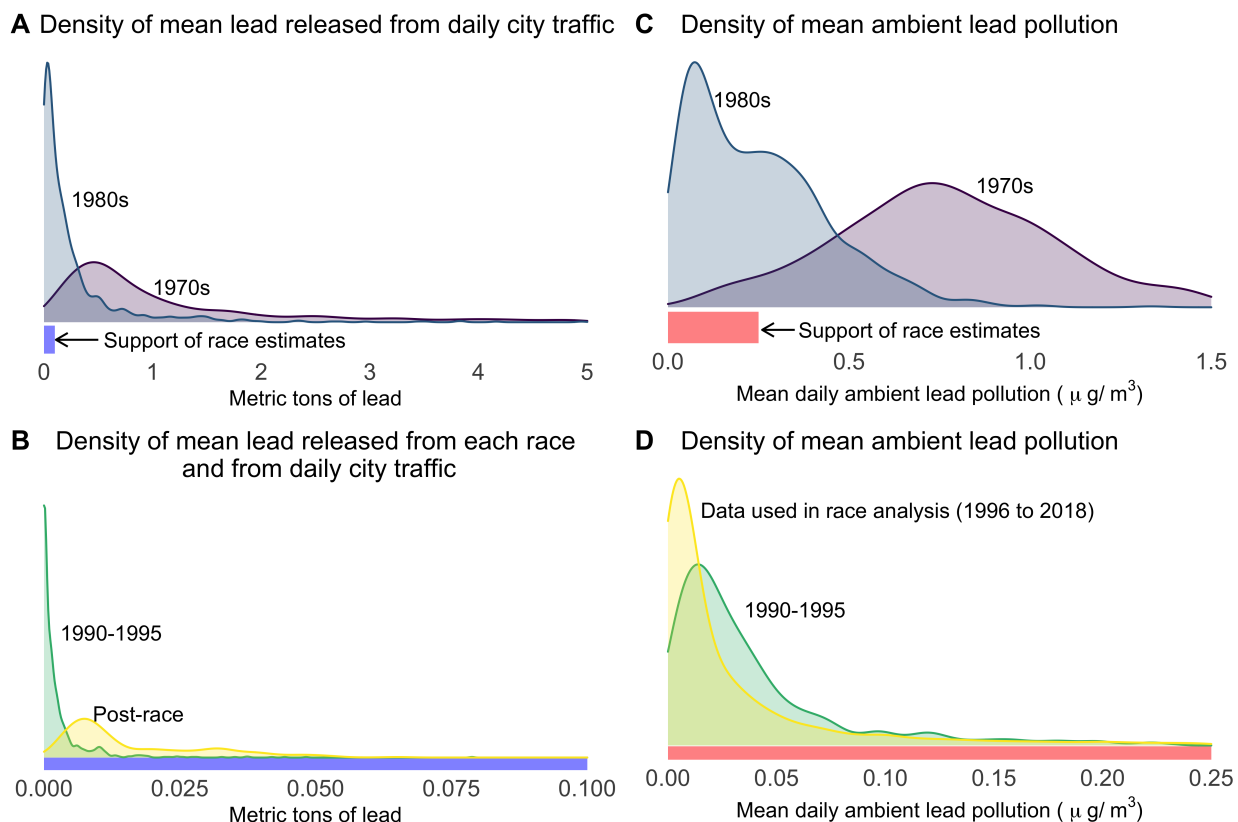 A Density of mean lead released from daily city traffic
1980s
1970s
Support of race estimates
0 1 2 3 4 5
Metric tons of lead
C Density of mean ambient lead pollution
1980s
1970s
Support of race estimates
0.0 0.5 1.0 1.5
Mean daily ambient lead pollution ( μ g/ m³)
B Density of mean lead released from each race
and from daily city traffic
1990-1995
Post-race
0.000 0.025 0.050 0.075 0.100
Metric tons of lead
D Density of mean ambient lead pollution
Data used in race analysis (1996 to 2018)
1990-1995
0.00 0.05 0.10 0.15 0.20 0.25
Mean daily ambient lead pollution ( μ g/ m³)